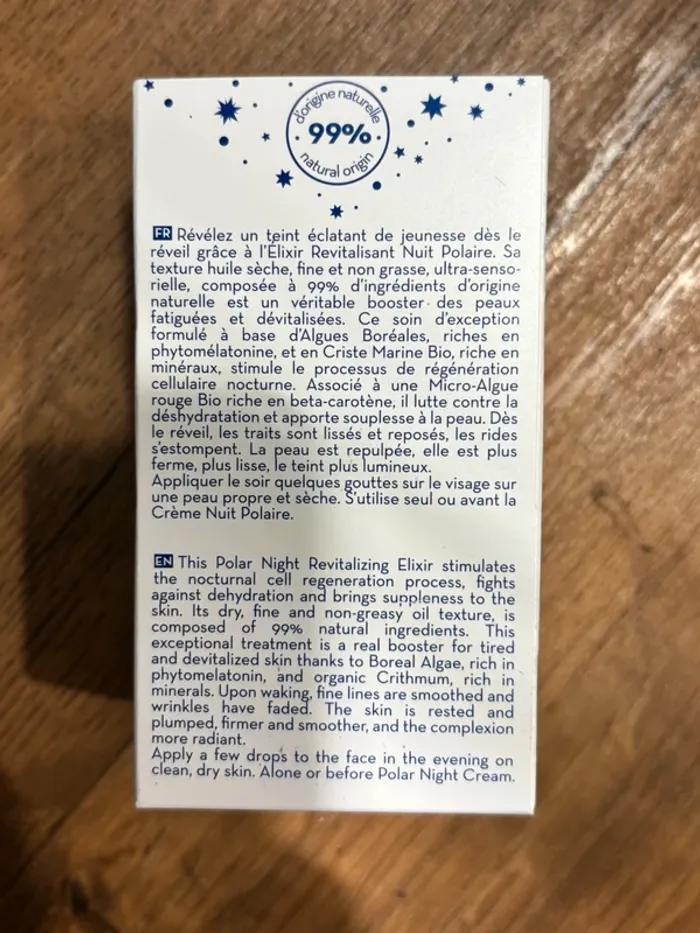 d'origine naturelle
99%
natural origin
FR Révélez un teint éclatant de jeunesse dès le
réveil grâce à l'Élixir Revitalisant Nuit Polaire. Sa
texture huile sèche, fine et non grasse, ultra-senso-
rielle, composée à 99% d'ingrédients d'origine
naturelle est un véritable booster des peaux
fatiguées et dévitalisées. Ce soin d'exception
formulé à base d'Algues Boréales, riches en
phytomélatonine, et en Criste Marine Bio, riche en
minéraux, stimule le processus de régénération
cellulaire nocturne. Associé à une Micro-Algue
rouge Bio riche en beta-carotène, il lutte contre la
déshydratation et apporte souplesse à la peau. Dès
le réveil, les traits sont lissés et reposés, les rides
s'estompent. La peau est repulpée, elle est plus
ferme, plus lisse, le teint plus lumineux.
Appliquer le soir quelques gouttes sur le visage sur
une peau propre et sèche. S'utilise seul ou avant la
Crème Nuit Polaire.
EN This Polar Night Revitalizing Elixir stimulates
the nocturnal cell regeneration process, fights
against dehydration and brings suppleness to the
skin. Its dry, fine and non-greasy oil texture, is
composed of 99% natural ingredients. This
exceptional treatment is a real booster for tired
and devitalized skin thanks to Boreal Algae, rich in
phytomelatonin, and organic Crithmum, rich in
minerals. Upon waking, fine lines are smoothed and
wrinkles have faded. The skin is rested and
plumped, firmer and smoother, and the complexion
more radiant.
Apply a few drops to the face in the evening on
clean, dry skin. Alone or before Polar Night Cream.